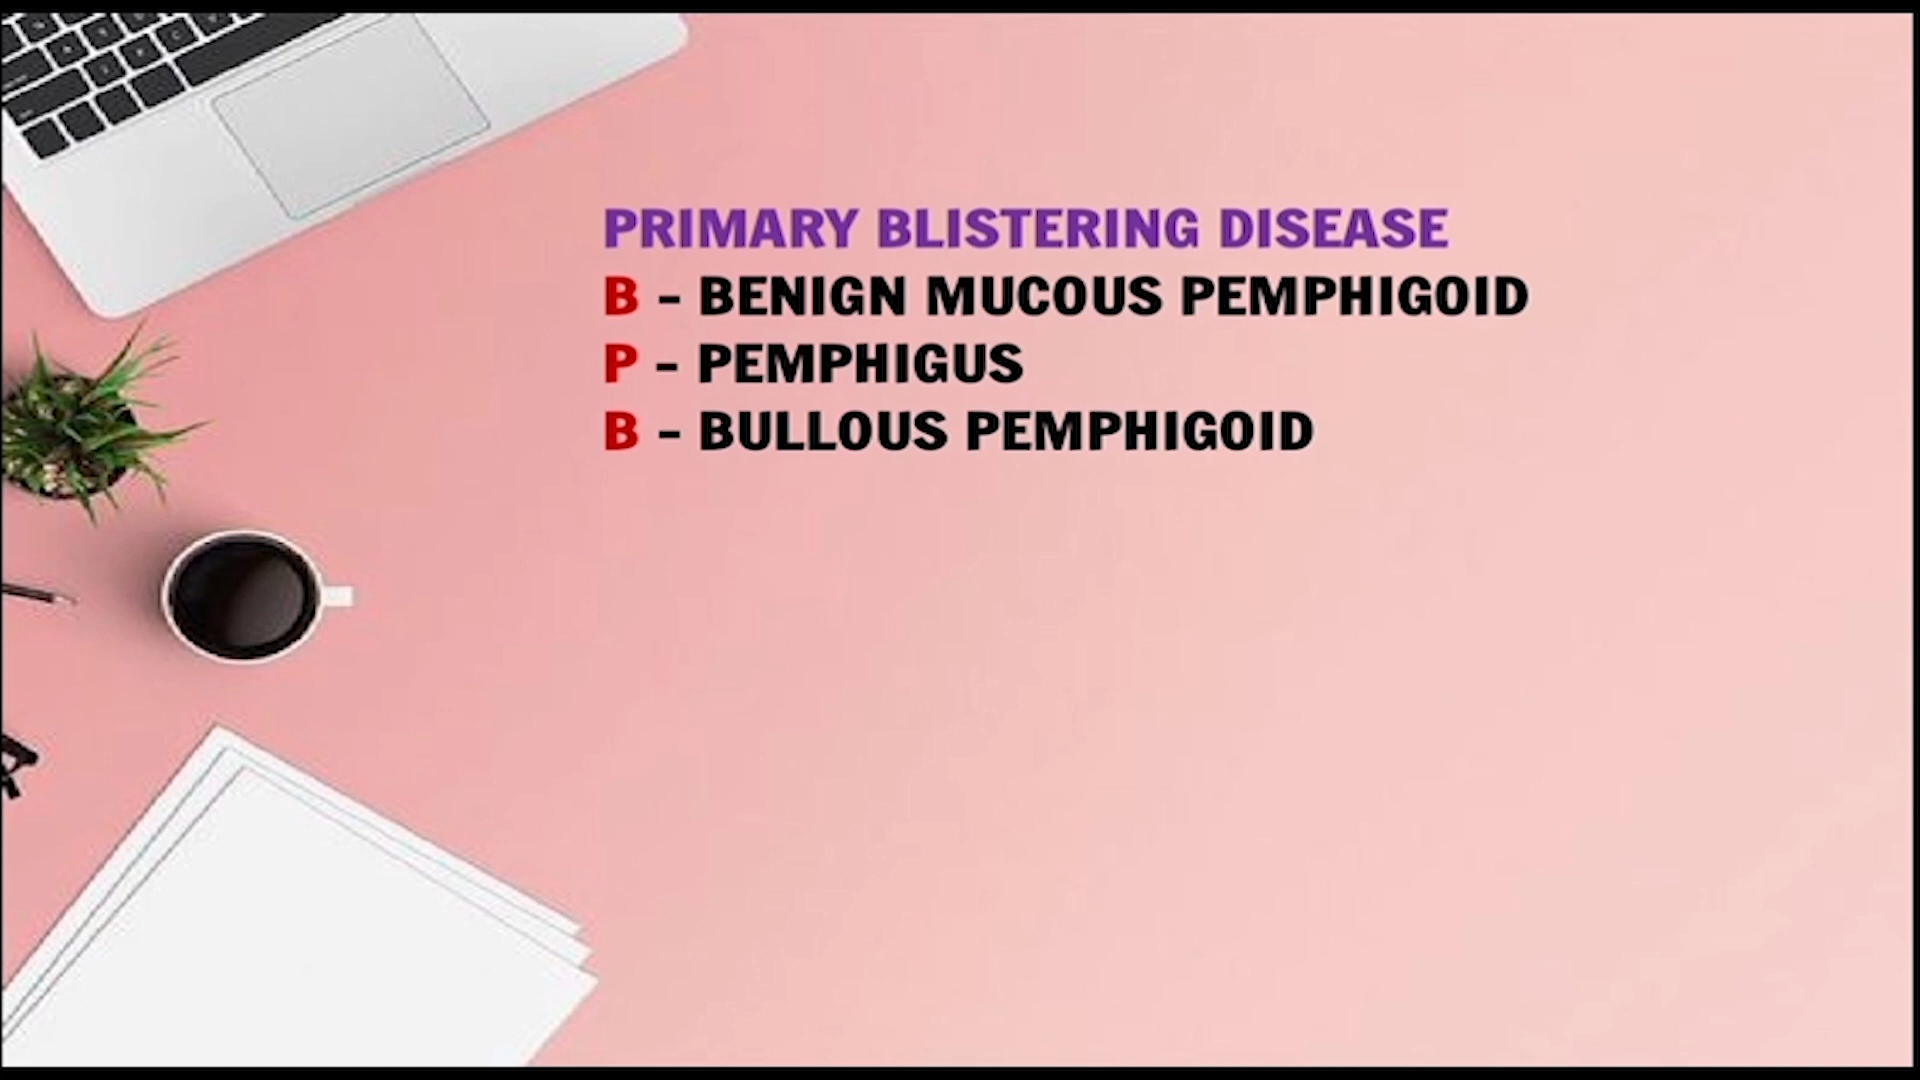 PRIMARY BLISTERING DISEASE
B – BENIGN MUCOUS PEMPHIGOID
P – PEMPHIGUS
B – BULLOUS PEMPHIGOID